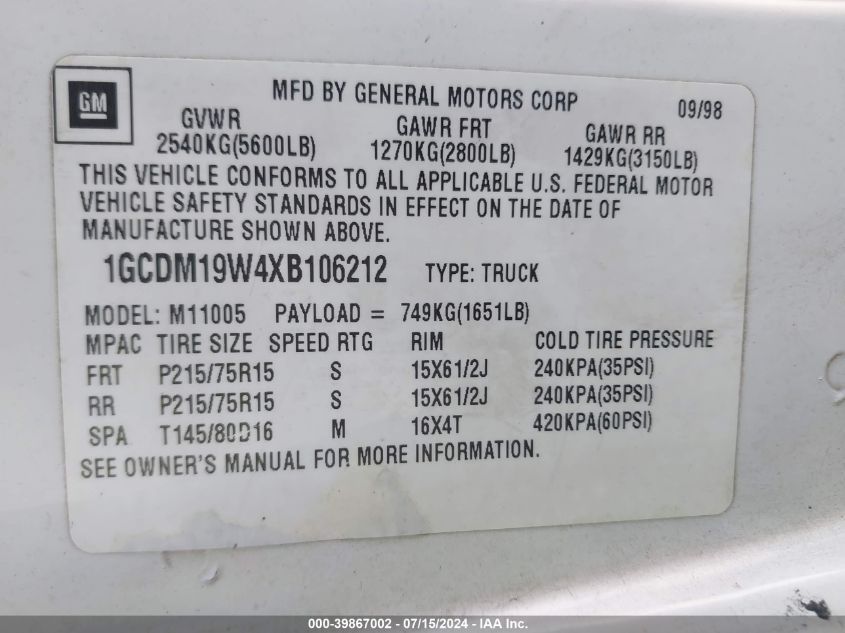 GM
MFD BY GENERAL MOTORS CORP 09/98
GVWR GAWR FRT GAWR RR
2540KG(5600LB) 1270KG(2800LB) 1429KG(3150LB)
THIS VEHICLE CONFORMS TO ALL APPLICABLE U.S. FEDERAL MOTOR
VEHICLE SAFETY STANDARDS IN EFFECT ON THE DATE OF
MANUFACTURE SHOWN ABOVE.
1GCDM19W4XB106212 TYPE: TRUCK
MODEL: M11005 PAYLOAD = 749KG(1651LB)
MPAC TIRE SIZE SPEED RTG RIM COLD TIRE PRESSURE
FRT P215/75R15 S 15X61/2J 240KPA(35PSI)
RR P215/75R15 S 15X61/2J 240KPA(35PSI)
SPA T145/80D16 M 16X4T 420KPA(60PSI)
SEE OWNER'S MANUAL FOR MORE INFORMATION.
000-39867002 - 07/15/2024 - IAA Inc.